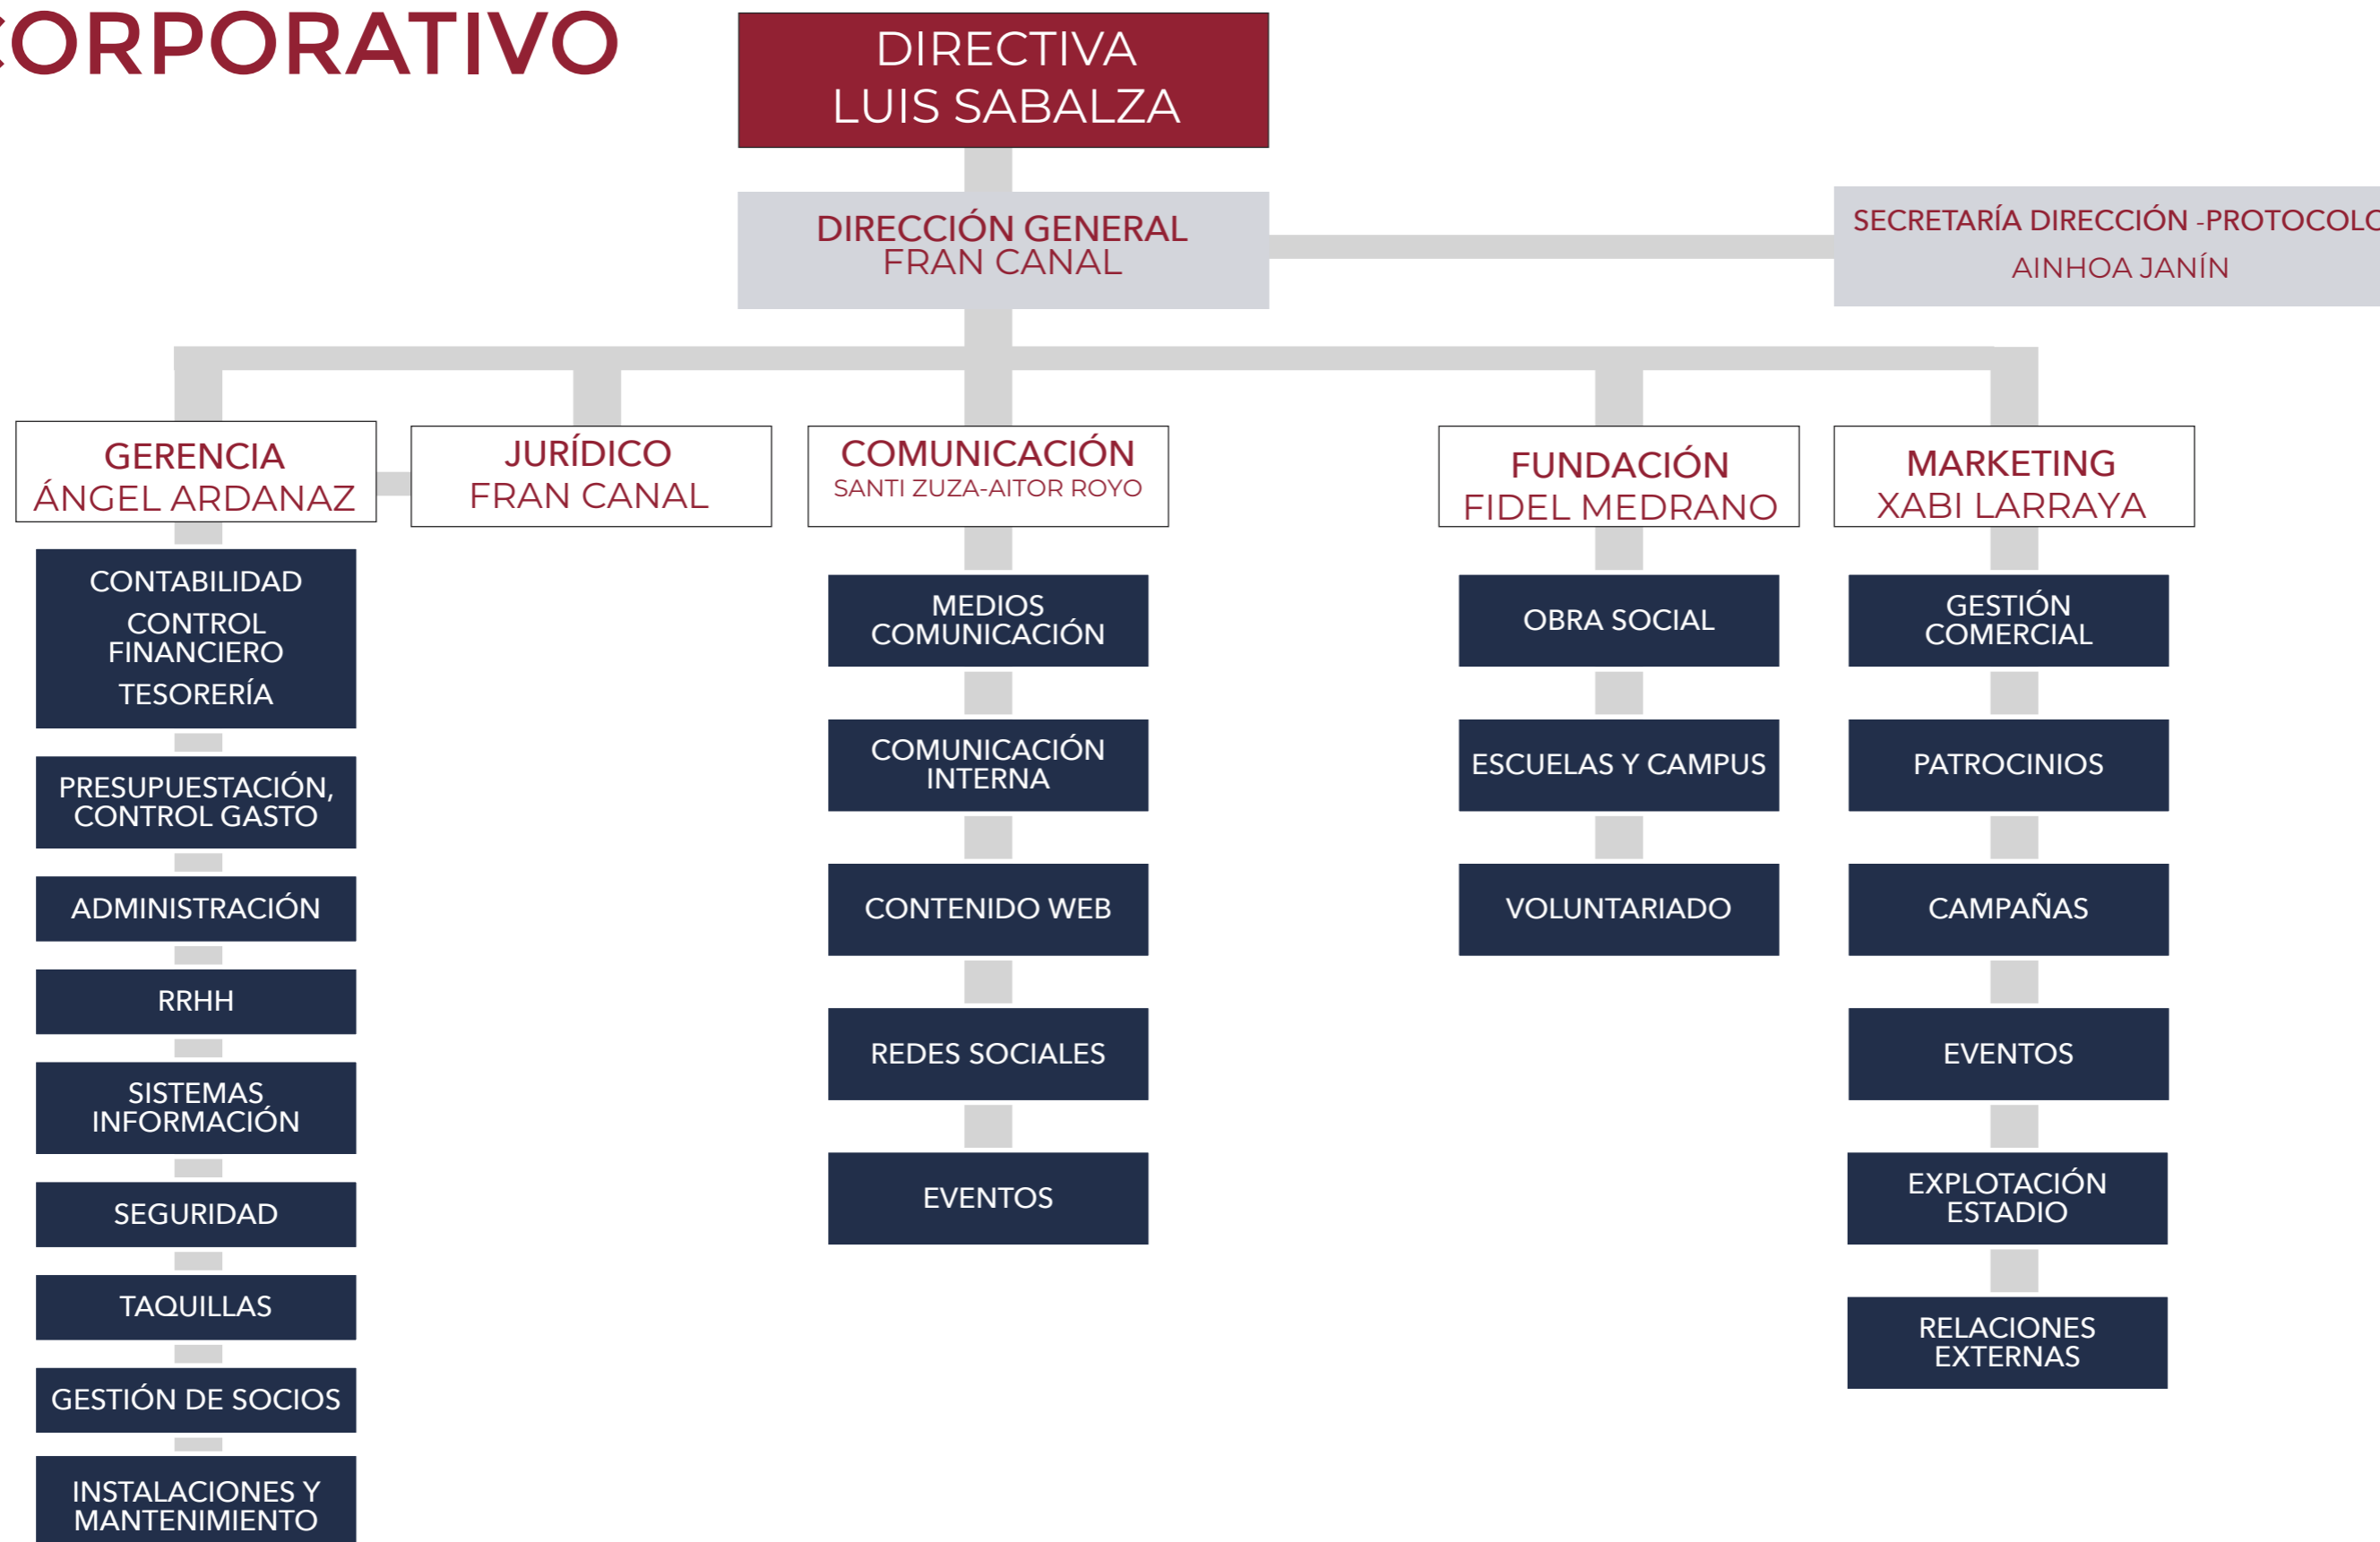 CORPORATIVO
DIRECTIVA
LUIS SABALZA
DIRECCIÓN GENERAL
FRAN CANAL
SECRETARÍA DIRECCIÓN -PROTOCOLO
AINHOA JANÍN
GERENCIA
ÁNGEL ARDANAZ
JURÍDICO
FRAN CANAL
COMUNICACIÓN
SANTI ZUZA-AITOR ROYO
FUNDACIÓN
FIDEL MEDRANO
MARKETING
XABI LARRAYA
CONTABILIDAD
CONTROL
FINANCIERO
TESORERÍA
PRESUPUESTACIÓN,
CONTROL GASTO
ADMINISTRACIÓN
RRHH
SISTEMAS
INFORMACIÓN
SEGURIDAD
TAQUILLAS
GESTIÓN DE SOCIOS
INSTALACIONES Y
MANTENIMIENTO
MEDIOS
COMUNICACIÓN
COMUNICACIÓN
INTERNA
CONTENIDO WEB
REDES SOCIALES
EVENTOS
OBRA SOCIAL
ESCUELAS Y CAMPUS
VOLUNTARIADO
GESTIÓN
COMERCIAL
PATROCINIOS
CAMPAÑAS
EVENTOS
EXPLOTACIÓN
ESTADIO
RELACIONES
EXTERNAS